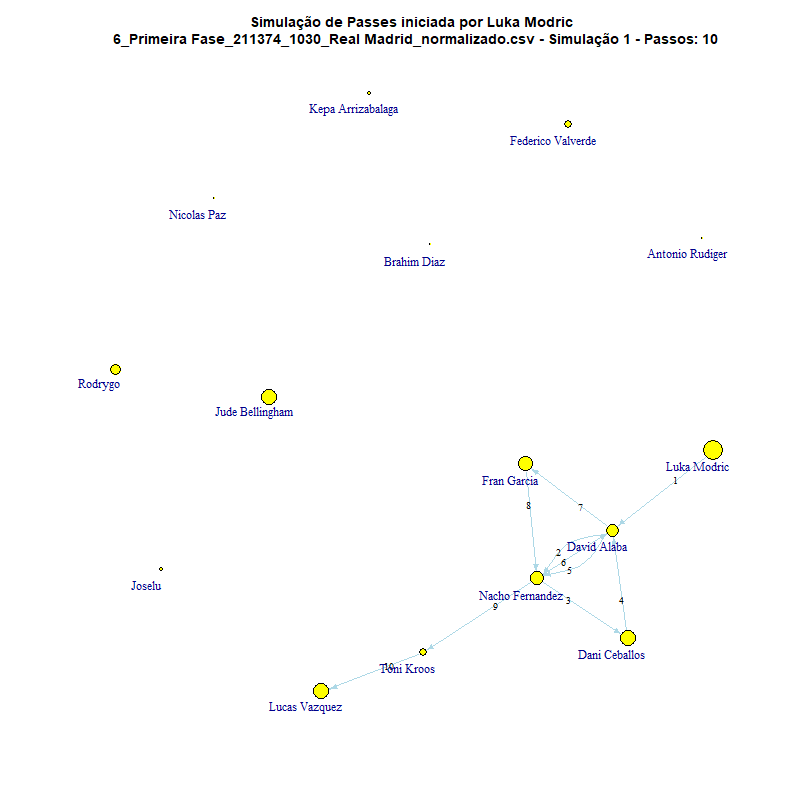 Simulação de Passes iniciada por Luka Modric
6_Primeira Fase_211374_1030_Real Madrid_normalizado.csv - Simulação 1 - Passos: 10
Kepa Arrizabalaga
Federico Valverde
Nicolas Paz
Brahim Diaz
Antonio Rudiger
Rodrygo
Jude Bellingham
Luka Modric
Fran Garcia
1
8
7
David Alaba
2
6
5
Joselu
Nacho Fernandez
3
4
9
Dani Ceballos
10
Toni Kroos
Lucas Vazquez